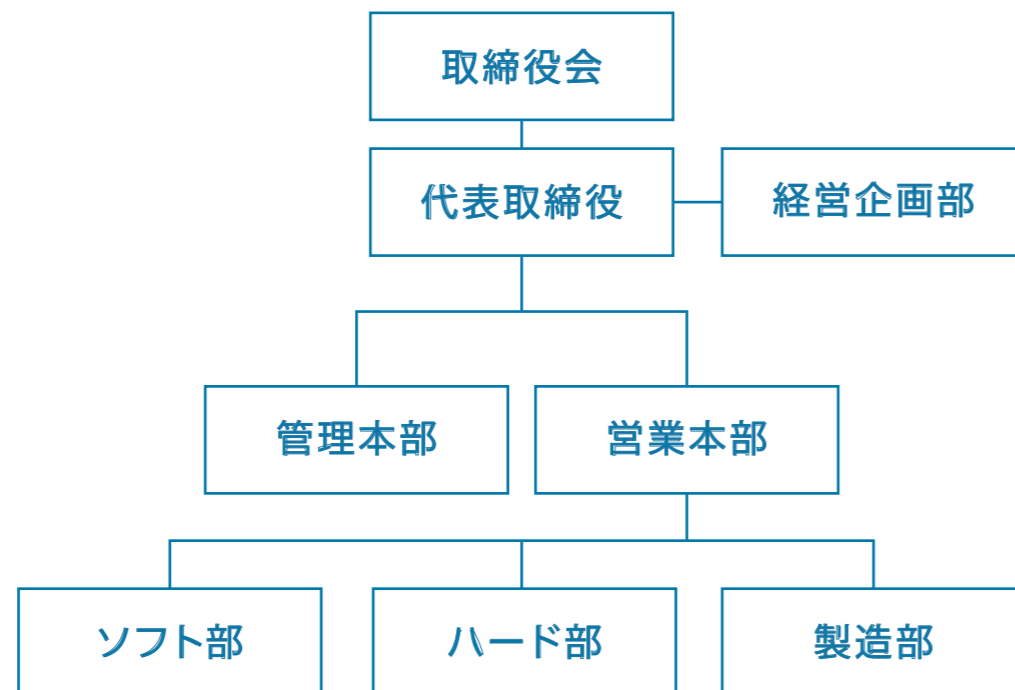 取締役会
代表取締役
経営企画部
管理本部
営業本部
ソフト部
ハード部
製造部